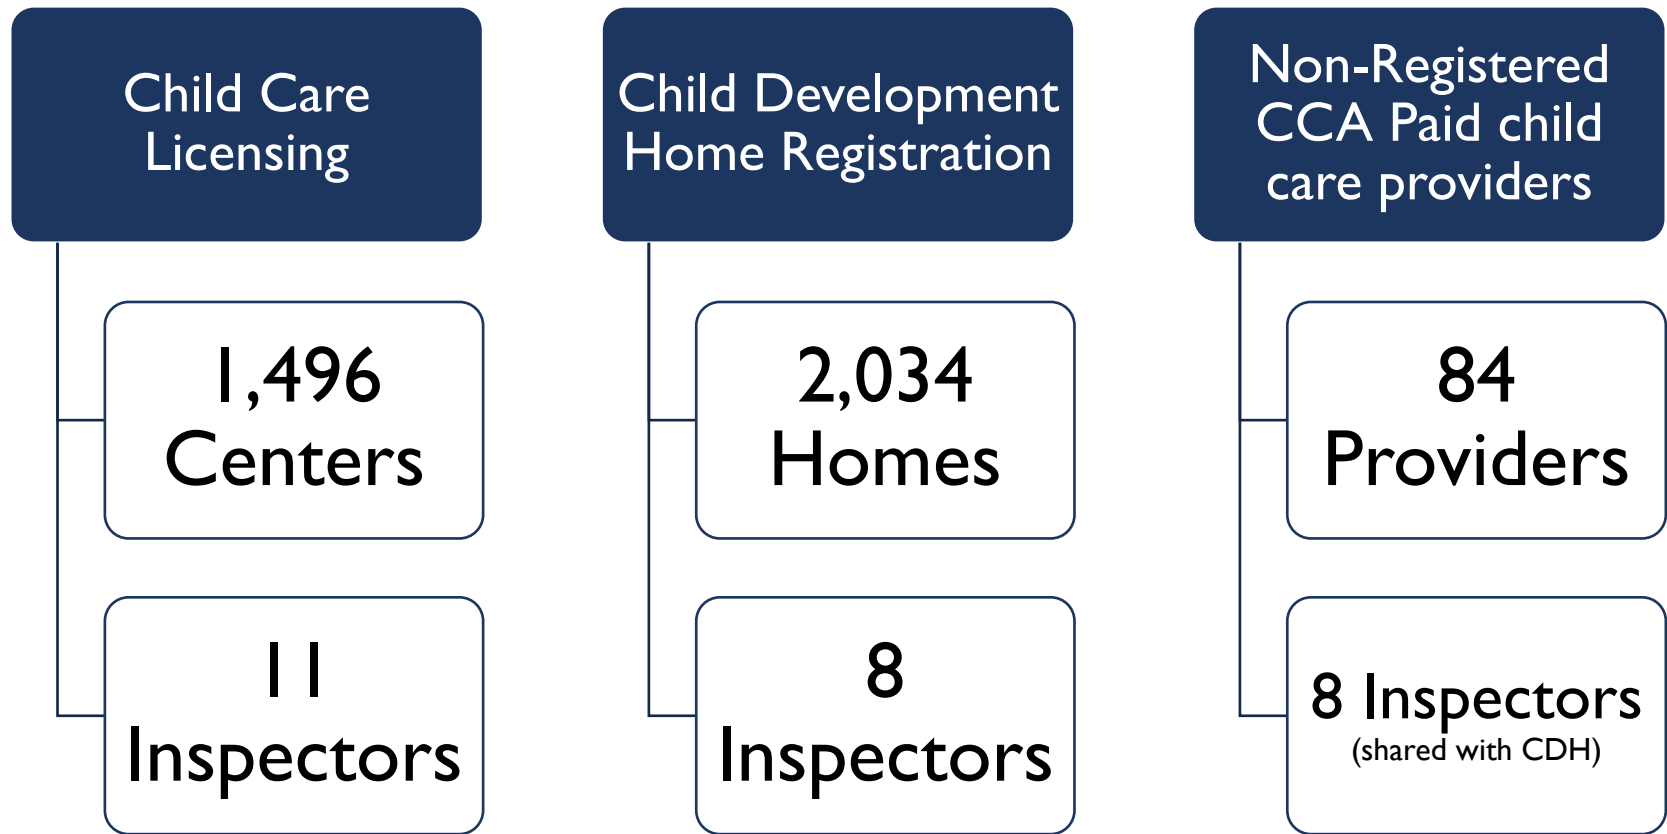 Child Care
Licensing
1,496
Centers
11
Inspectors
Child Development
Home Registration
2,034
Homes
8
Inspectors
Non-Registered
CCA Paid child
care providers
84
Providers
8 Inspectors
(shared with CDH)